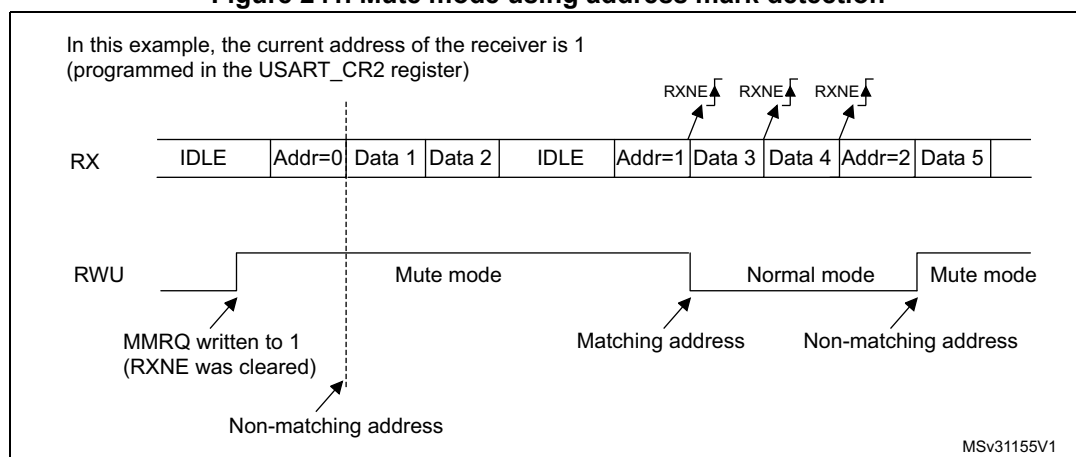 Figure 241. Mute mode using address mark detection
In this example, the current address of the receiver is 1
(programmed in the USART_CR2 register)
RXNE RXNE RXNE
RX IDLE Addr=0 Data 1 Data 2 IDLE Addr=1 Data 3 Data 4 Addr=2 Data 5
RWU Mute mode Normal mode Mute mode
MMRQ written to 1
(RXNE was cleared)
Matching address Non-matching address
Non-matching address
MSv31155V1